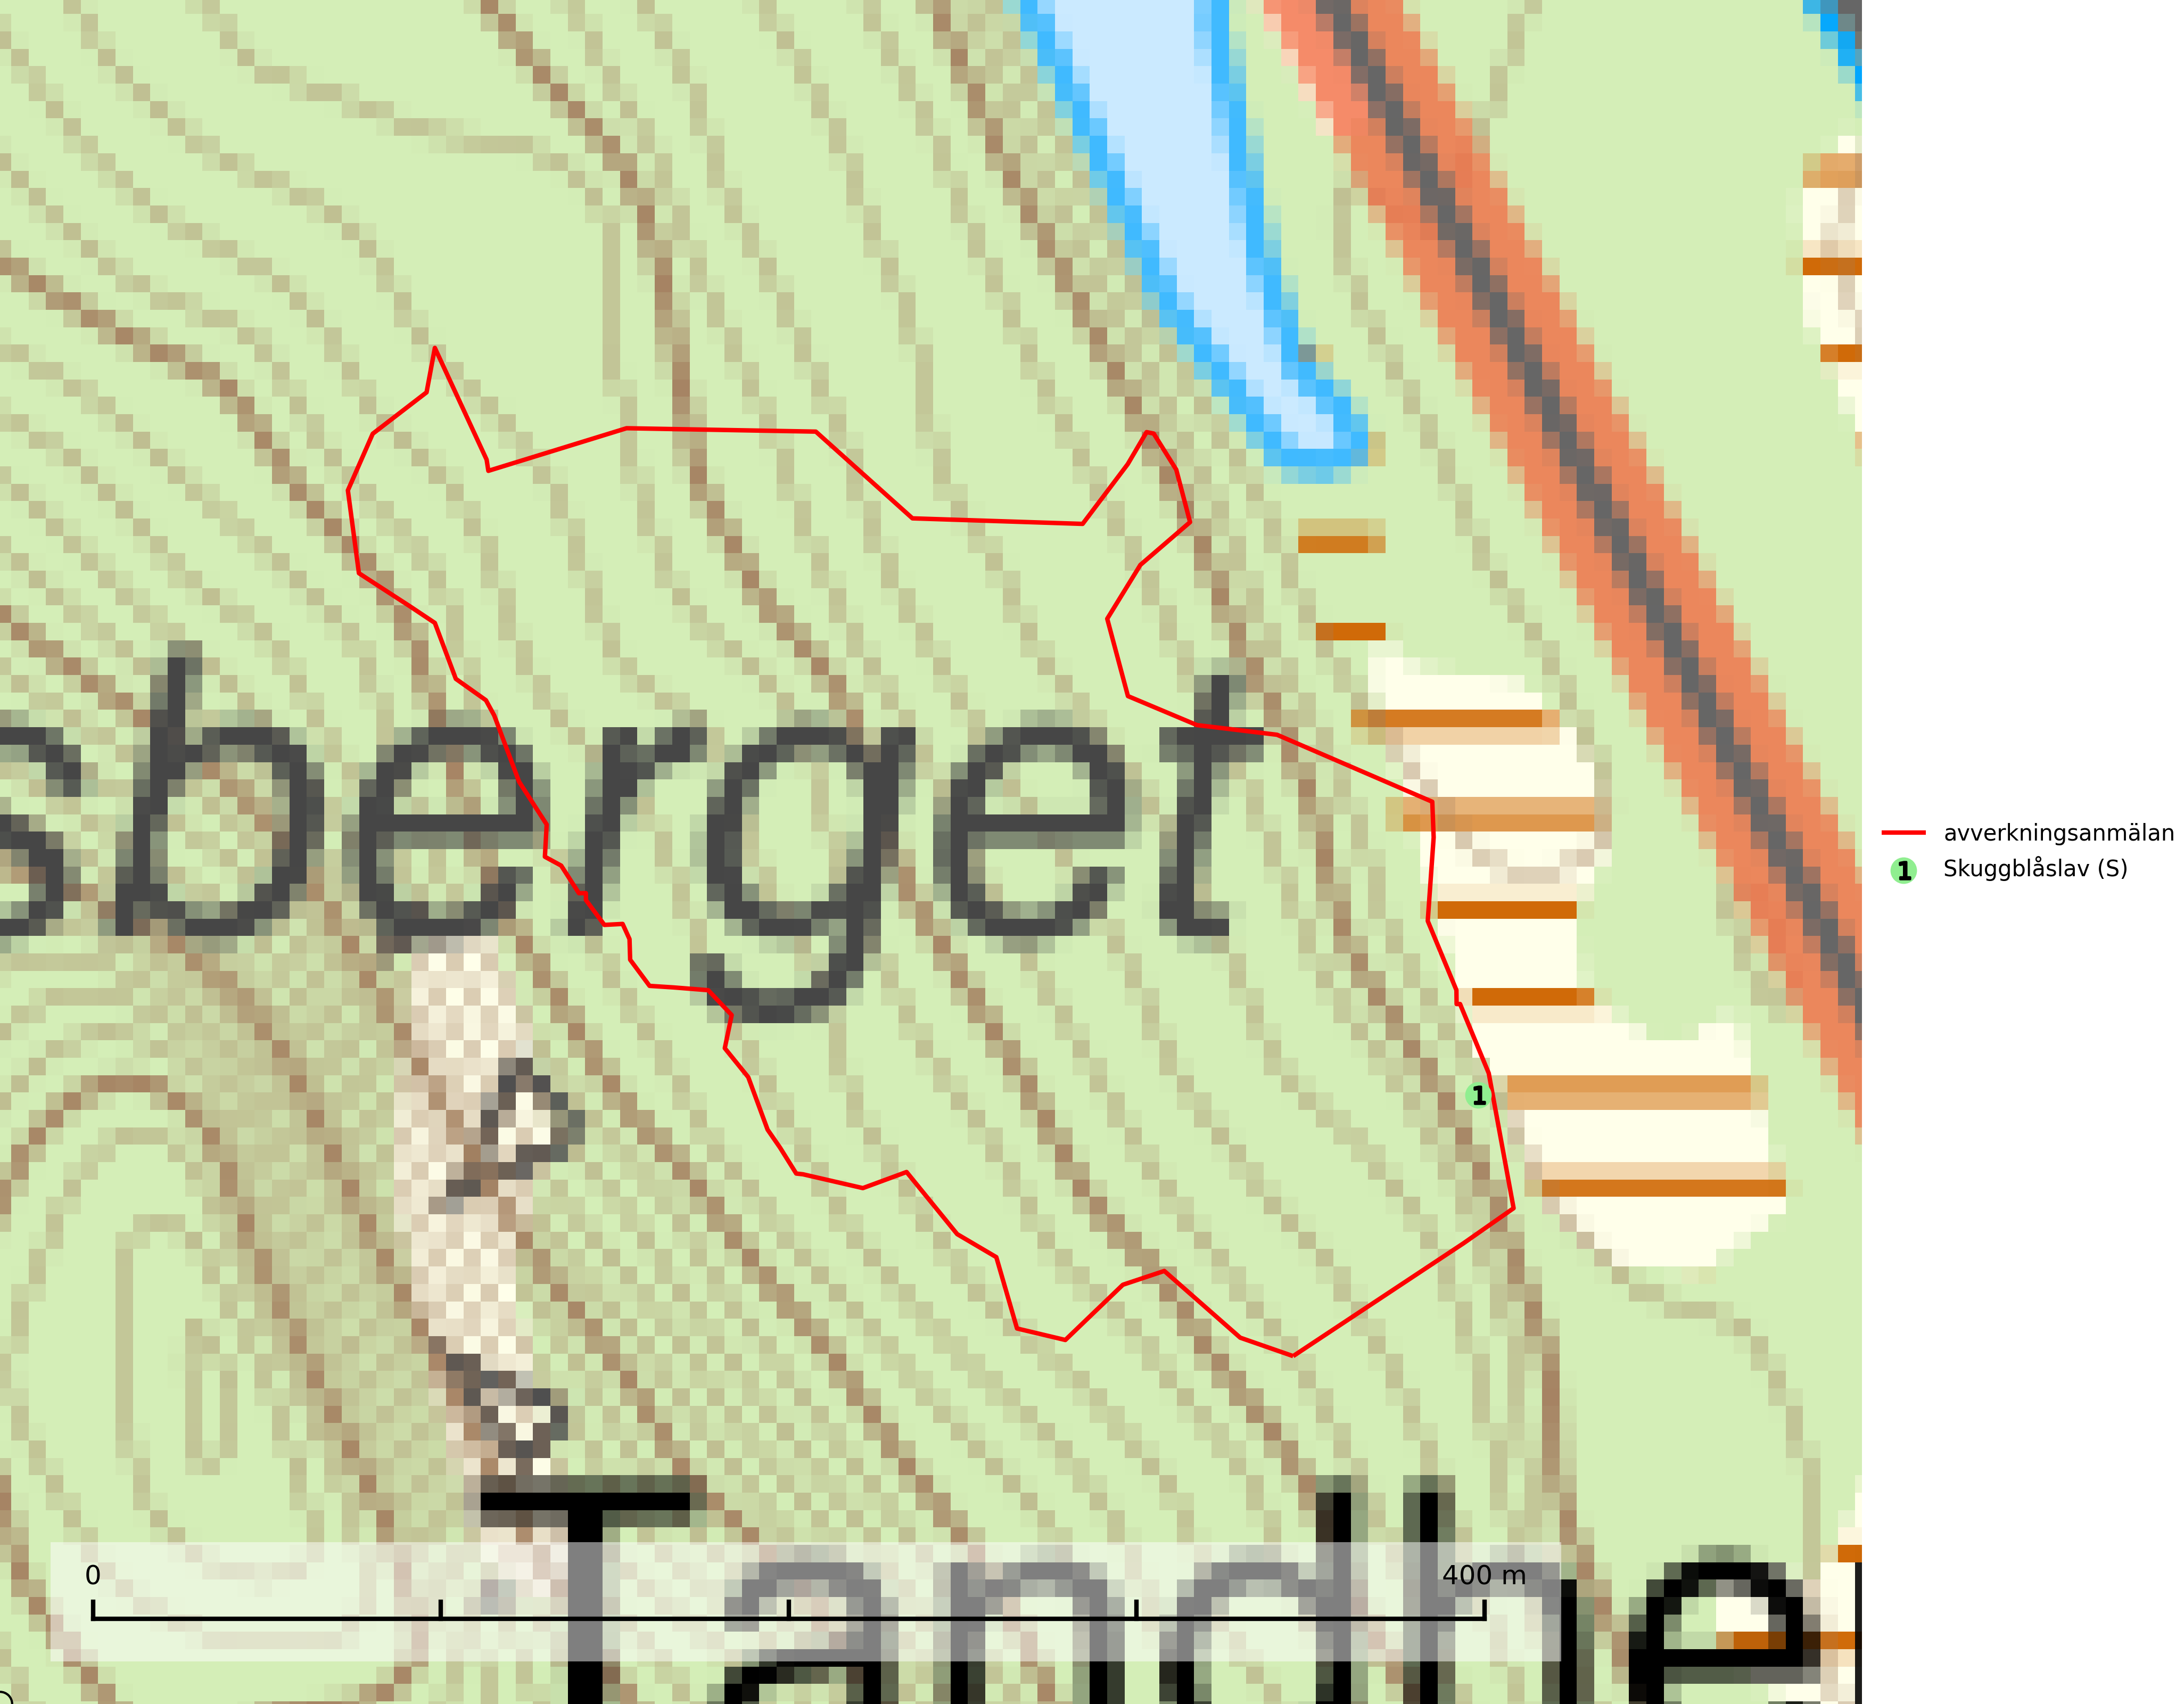 sberget
avverkningsanmälan
1 Skuggblåslav (S)
1
Tandhe
0 400 m